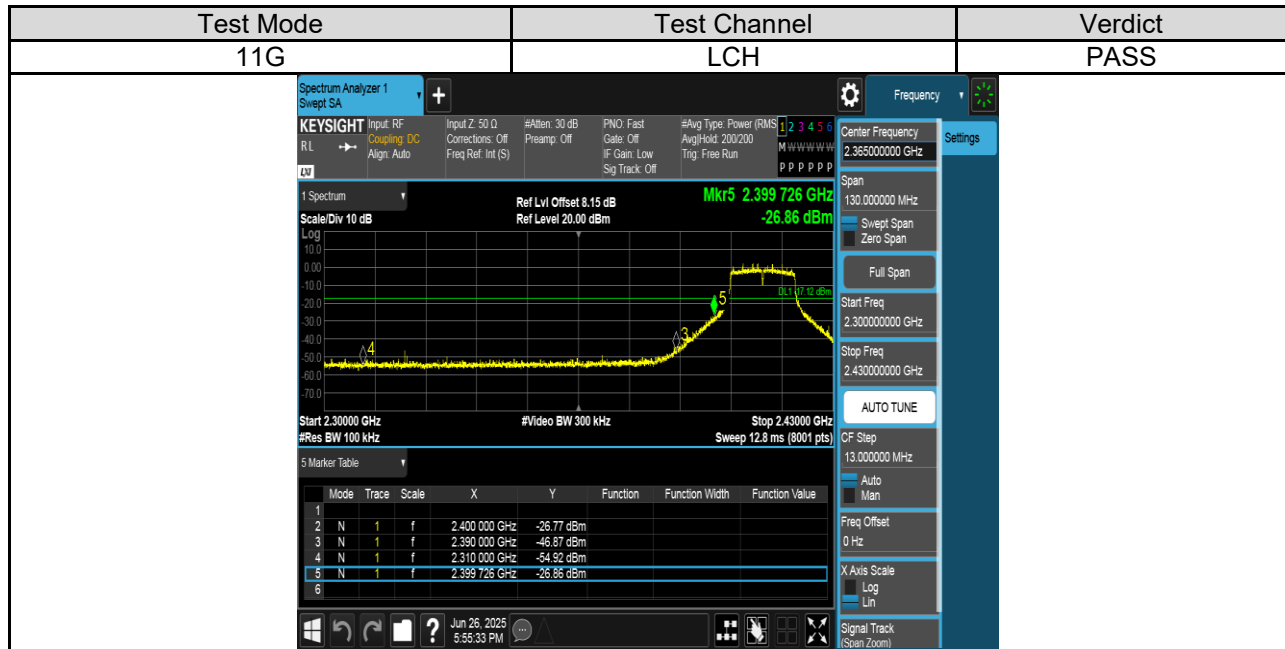 Test Mode Test Channel Verdict
11G LCH PASS
Spectrum Analyzer 1
Swept SA
+
Frequency
KEYSIGHT
RL
LXI
Input: RF
Coupling: DC
Align: Auto
Input Z: 50 Ω
Corrections: Off
Freq Ref: Int (S)
#Atten: 30 dB
Preamp: Off
PNO: Fast
Gate: Off
IF Gain: Low
Sig Track: Off
#Avg Type: Power (RMS
Avg|Hold: 200/200
Trig: Free Run
1 2 3 4 5 6
M W W W W W
P P P P P P
1 Spectrum
Scale/Div 10 dB
Ref Lvl Offset 8.15 dB
Ref Level 20.00 dBm
Mkr5 2.399 726 GHz
-26.86 dBm
Log
10.0
0.00
-10.0
-20.0
-30.0
-40.0
-50.0
-60.0
-70.0
DL1 -17.12 dBm
5
3
4
Start 2.30000 GHz #Video BW 300 kHz Stop 2.43000 GHz
#Res BW 100 kHz Sweep 12.8 ms (8001 pts)
5 Marker Table
Mode Trace Scale X Y Function Function Width Function Value
1
2 N 1 f 2.400 000 GHz -26.77 dBm
3 N 1 f 2.390 000 GHz -46.87 dBm
4 N 1 f 2.310 000 GHz -54.92 dBm
5 N 1 f 2.399 726 GHz -26.86 dBm
6
Jun 26, 2025
5:55:33 PM
?
Center Frequency
2.365000000 GHz
Settings
Span
130.000000 MHz
Swept Span
Zero Span
Full Span
Start Freq
2.300000000 GHz
Stop Freq
2.430000000 GHz
AUTO TUNE
CF Step
13.000000 MHz
Auto
Man
Freq Offset
0 Hz
X Axis Scale
Log
Lin
Signal Track
(Span Zoom)